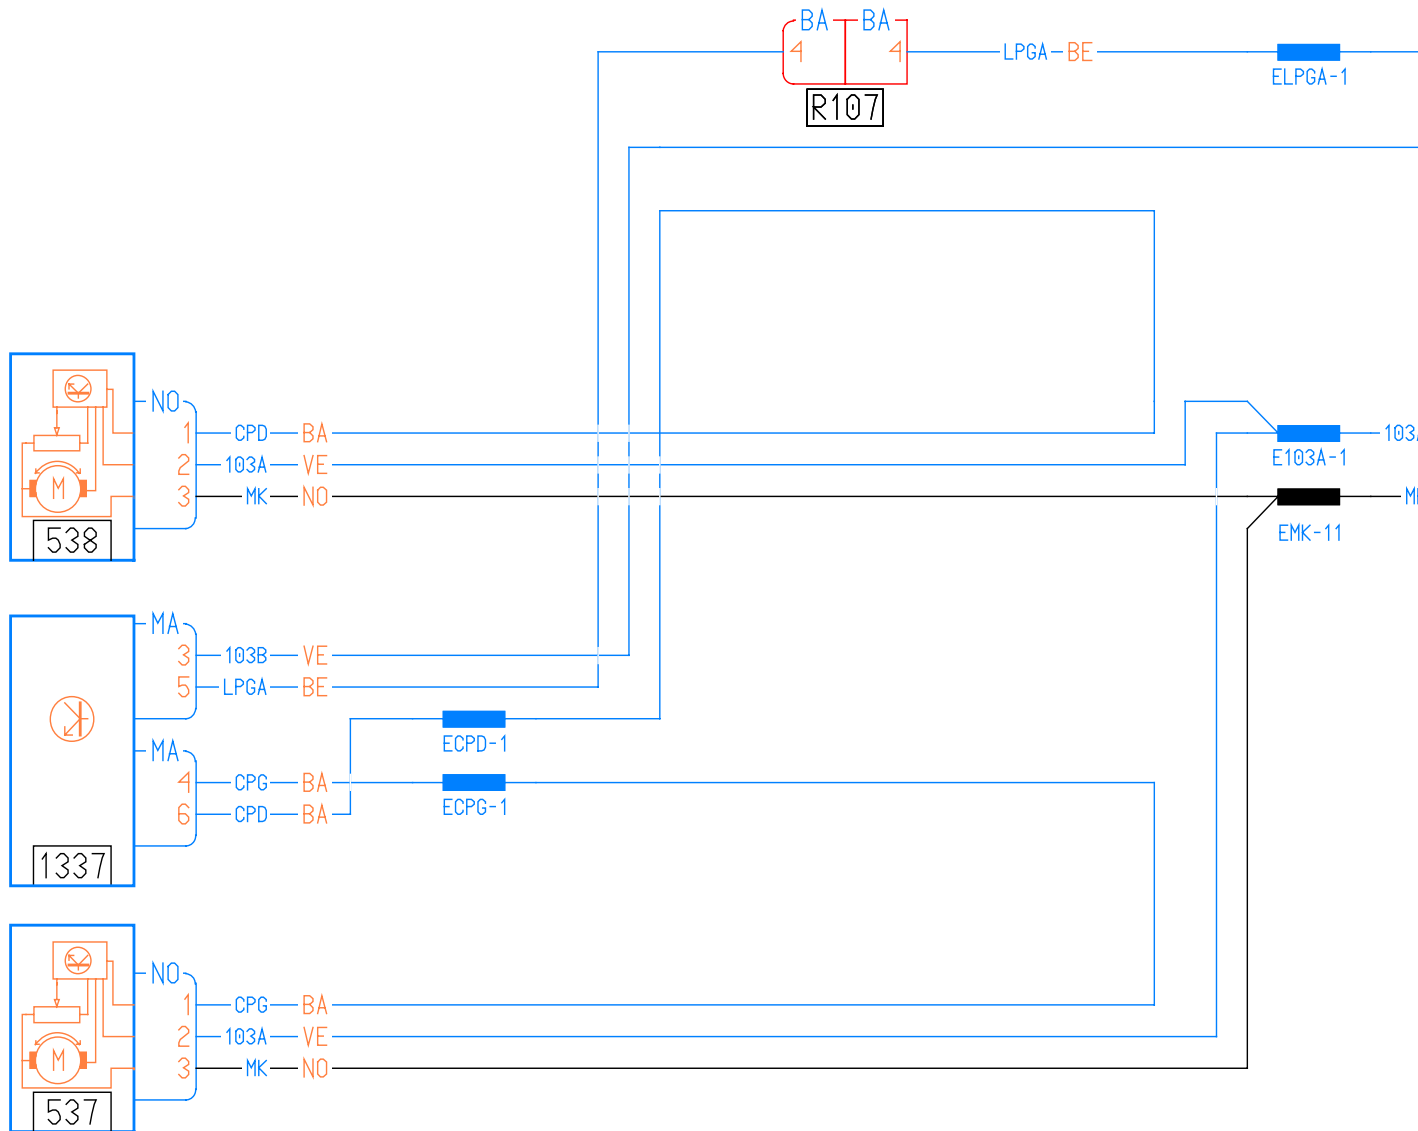 BA BA
4 4 LPGA BE
ELPGA-1
R107
NO
1 CPD BA
103A
2 103A VE
E103A-1
M
3 MK NO
EMK-11
538
MA
3 103B VE
5 LPGA BE
ECPD-1
MA
4 CPG BA
ECPG-1
6 CPD BA
1337
NO
1 CPG BA
2 103A VE
M
3 MK NO
537